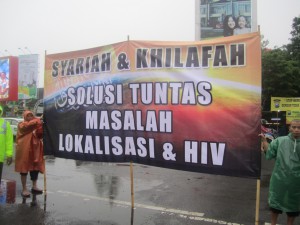 SYARIAH & KHILAFAH
SOLUSI TUNTAS
MASALAH
LOKALISASI & HIV